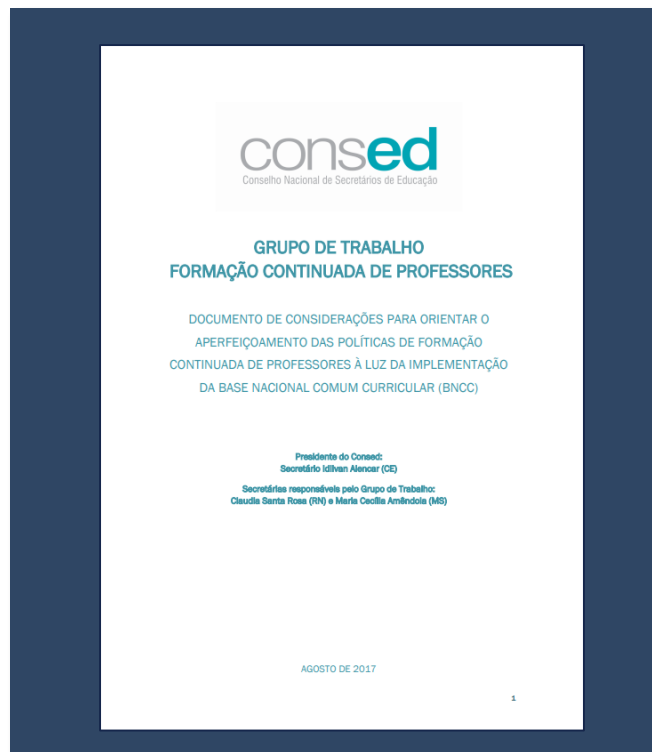 consed
Conselho Nacional de Secretários de Educação
GRUPO DE TRABALHO
FORMAÇÃO CONTINUADA DE PROFESSORES
DOCUMENTO DE CONSIDERAÇÕES PARA ORIENTAR O
APERFEIÇOAMENTO DAS POLÍTICAS DE FORMAÇÃO
CONTINUADA DE PROFESSORES À LUZ DA IMPLEMENTAÇÃO
DA BASE NACIONAL COMUM CURRICULAR (BNCC)
Presidente do Consed:
Secretário Idilvan Alencar (CE)
Secretárias responsáveis pelo Grupo de Trabalho:
Claudia Santa Rosa (RN) e Maria Cecília Amêndola (MS)
AGOSTO DE 2017
1